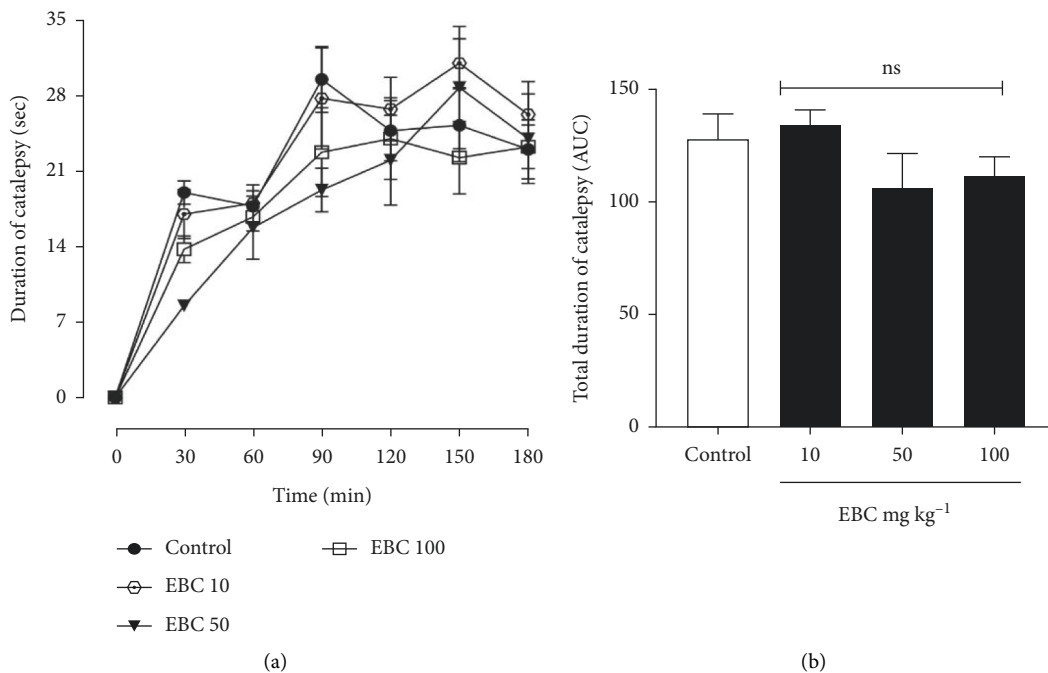 35
28
21
14
7
0
Duration of catalepsy (sec)
0 30 60 90 120 150 180
Time (min)
Control
EBC 100
EBC 10
EBC 50
(a)
ns
150
100
50
0
Total duration of catalepsy (AUC)
Control 10 50 100
EBC mg kg⁻¹
(b)